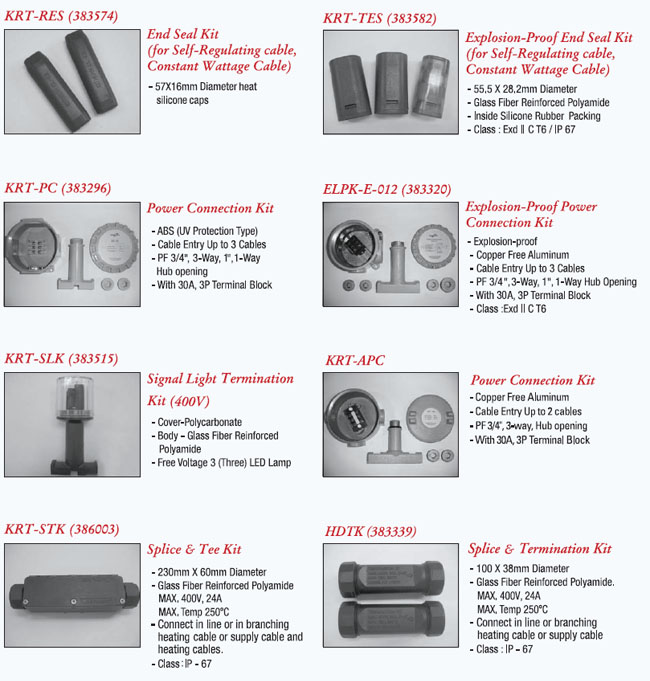 KRT-RES (383574)
End Seal Kit
(for Self-Regulating cable,
Constant Wattage Cable)
- 57X16mm Diameter heat
silicone caps
KRT-TES (383582)
Explosion-Proof End Seal Kit
(for Self-Regulating cable,
Constant Wattage Cable)
- 55.5 X 28.2mm Diameter
- Glass Fiber Reinforced Polyamide
- Inside Silicone Rubber Packing
- Class : Exd Ⅱ C T6 / IP 67
KRT-PC (383296)
Power Connection Kit
- ABS (UV Protection Type)
- Cable Entry Up to 3 Cables
- PF 3/4", 3-Way, 1",1-Way
Hub opening
- With 30A, 3P Terminal Block
ELPK-E-012 (383320)
Explosion-Proof Power
Connection Kit
- Explosion-proof
- Copper Free Aluminum
- Cable Entry Up to 3 Cables
- PF 3/4", 3-Way, 1", 1-Way Hub Opening
- With 30A, 3P Terminal Block
- Class :Exd Ⅱ C T6
KRT-SLK (383515)
Signal Light Termination
Kit (400V)
- Cover-Polycarbonate
- Body - Glass Fiber Reinforced
Polyamide
- Free Voltage 3 (Three) LED Lamp
KRT-APC
Power Connection Kit
- Copper Free Aluminum
- Cable Entry Up to 2 cables
- PF 3/4", 3-way, Hub opening
- With 30A, 3P Terminal Block
KRT-STK (386003)
Splice & Tee Kit
- 230mm X 60mm Diameter
- Glass Fiber Reinforced Polyamide
MAX. 400V, 24A
MAX. Temp 250°C
- Connect in line or in branching
heating cable or supply cable and
heating cables.
- Class : IP - 67
HDTK (383339)
Splice & Termination Kit
- 100 X 38mm Diameter
- Glass Fiber Reinforced Polyamide.
MAX. 400V, 24A
MAX. Temp 250°C
- Connect in line or in branching
heating cable or supply cable
- Class : IP - 67